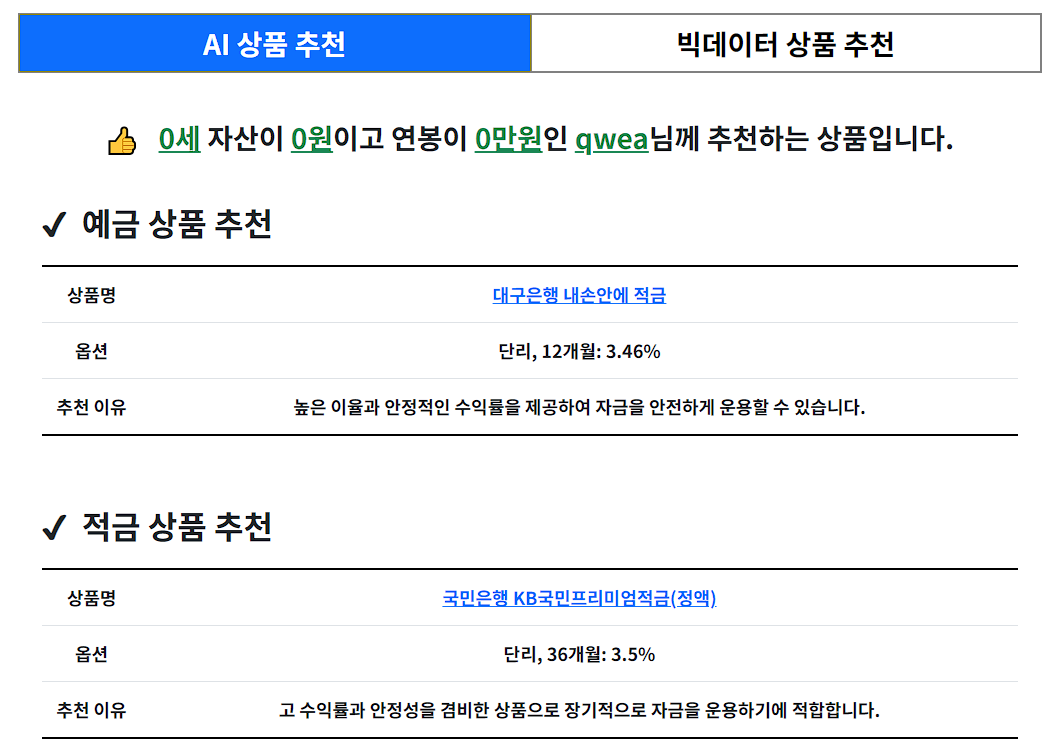 AI 상품 추천
빅데이터 상품 추천
0세 자산이 0원이고 연봉이 0만원인 qwea님께 추천하는 상품입니다.
✔ 예금 상품 추천
상품명 대구은행 내손안에 적금
옵션 단리, 12개월: 3.46%
추천 이유 높은 이율과 안정적인 수익률을 제공하여 자금을 안전하게 운용할 수 있습니다.
✔ 적금 상품 추천
상품명 국민은행 KB국민프리미엄적금(정액)
옵션 단리, 36개월: 3.5%
추천 이유 고 수익률과 안정성을 겸비한 상품으로 장기적으로 자금을 운용하기에 적합합니다.